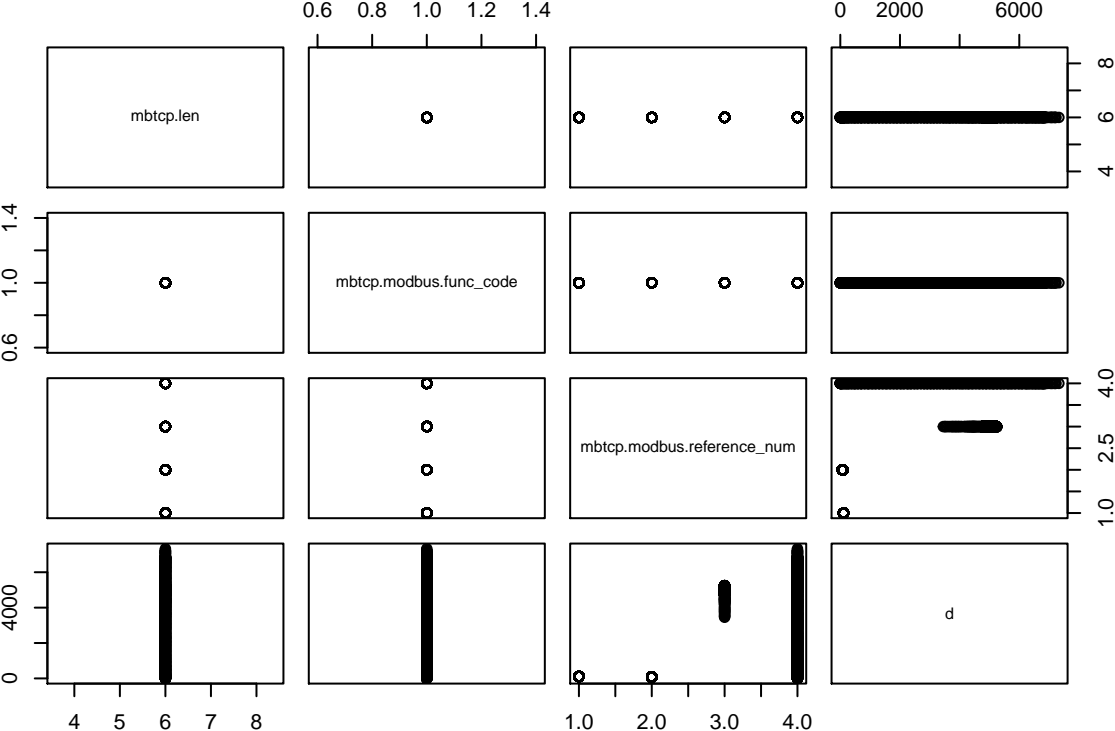 0.6 0.8 1.0 1.2 1.4 0 2000 6000
mbtcp.len
4 6 8
0.6 1.0 1.4
mbtcp.modbus.func_code
mbtcp.modbus.reference_num
1.0 2.5 4.0
0 4000
d
4 5 6 7 8 1.0 2.0 3.0 4.0